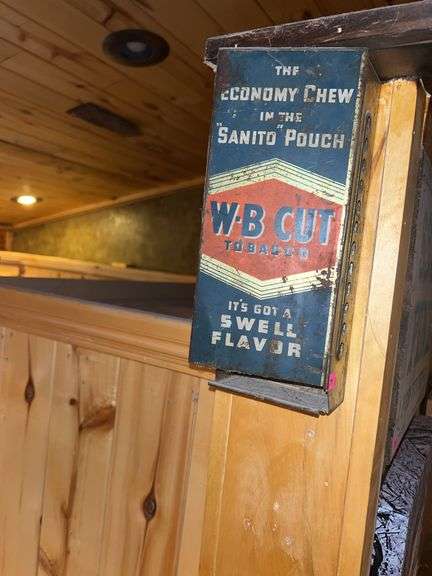 THE
ECONOMY CHEW
IN THE
"SANITO" POUCH
W-B CUT
TOBACCO
IT'S GOT A
SWELL
FLAVOR